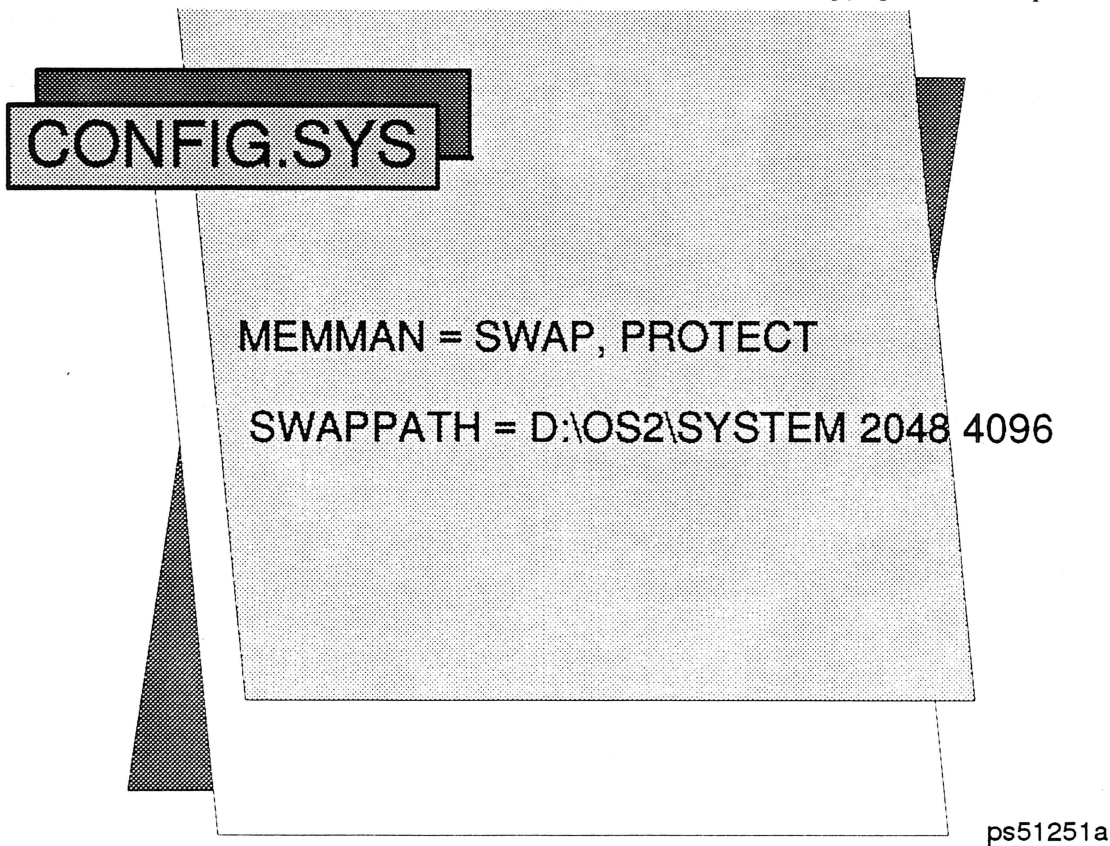 CONFIG.SYS
MEMMAN = SWAP, PROTECT
SWAPPATH = D:\OS2\SYSTEM 2048 4096
ps51251a